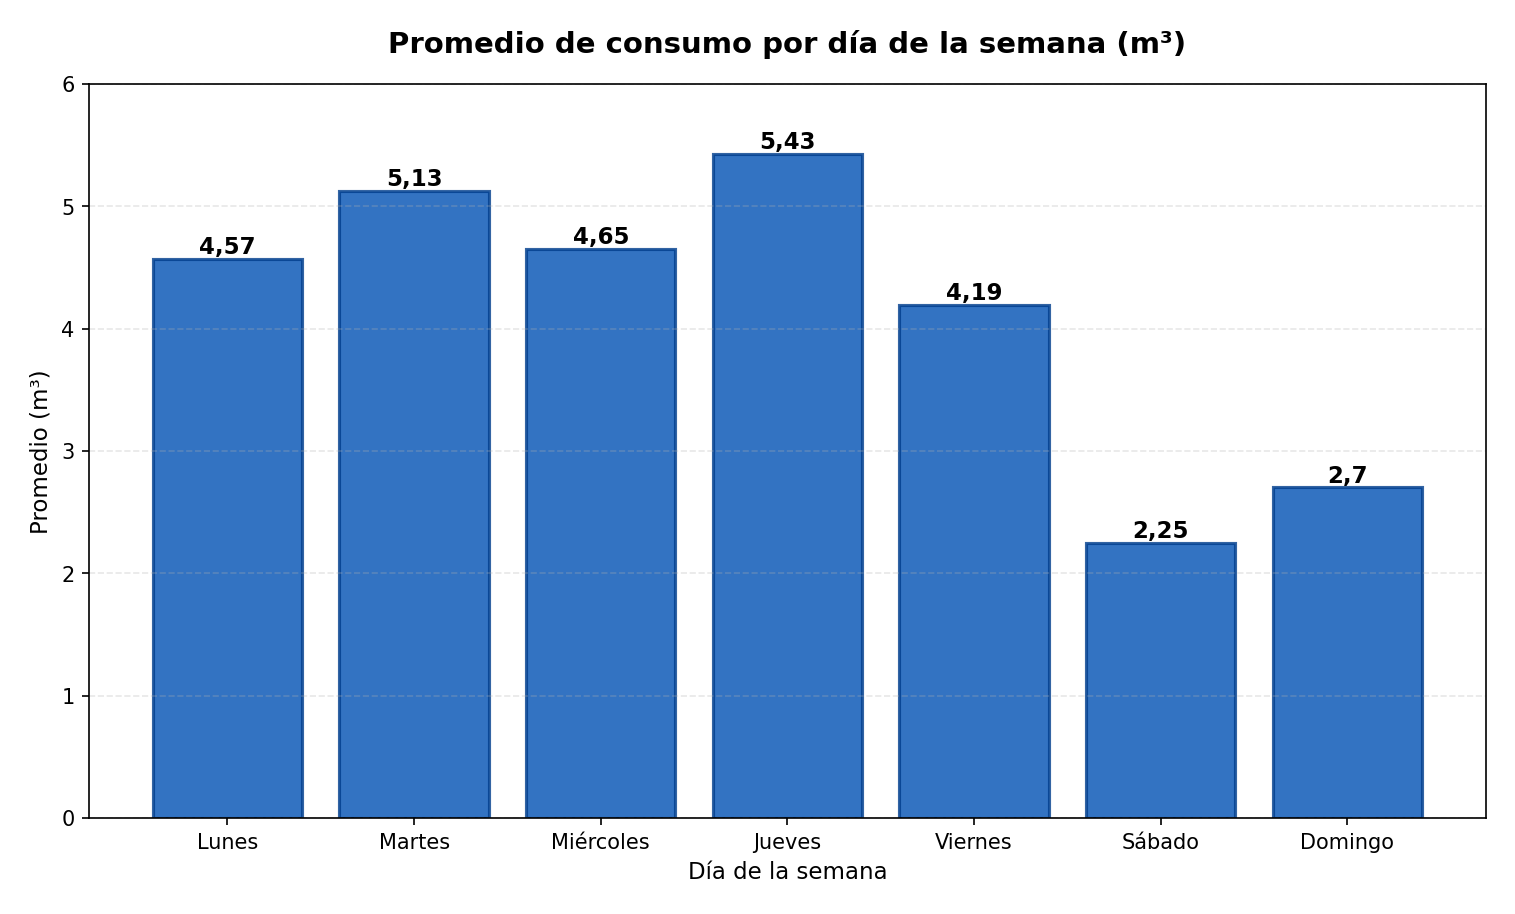 Promedio de consumo por día de la semana (m³)
6
5
4
3
2
1
0
Promedio (m³)
4,57
5,13
4,65
5,43
4,19
2,25
2,7
Lunes
Martes
Miércoles
Jueves
Viernes
Sábado
Domingo
Día de la semana